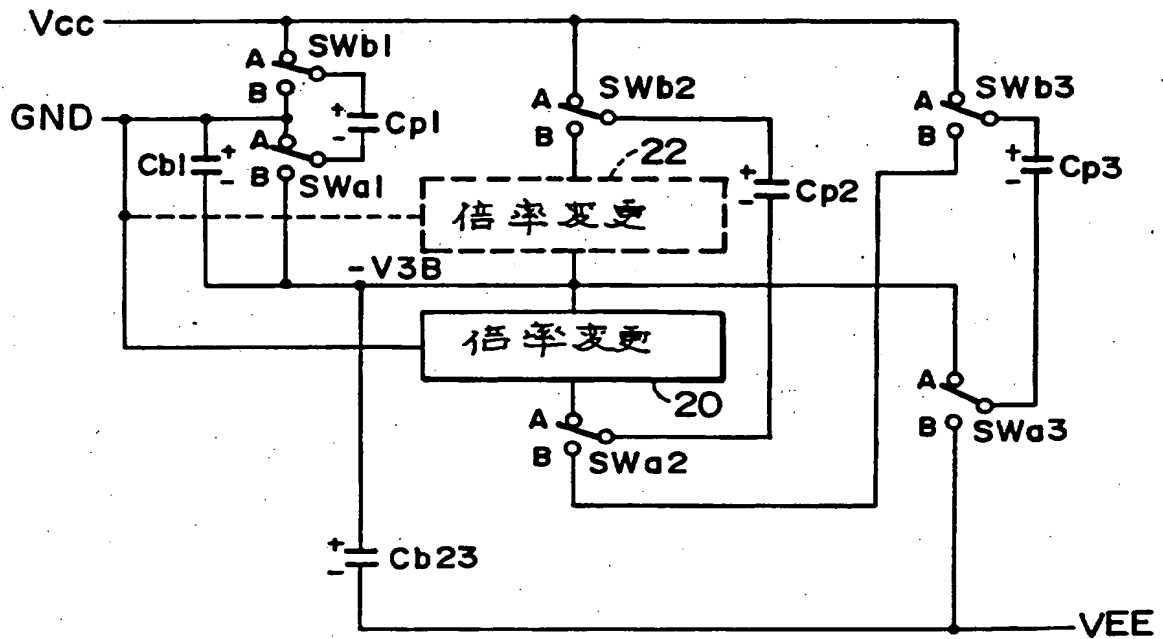 Vcc
SWb1
A
B
GND
Cp1
+
-
A
B
SWa1
Cb1
+
-
SWb2
A
B
22
倍率変更
Cp2
+
-
SWb3
A
B
Cp3
+
-
-V3B
倍率変更
20
A
B
SWa2
A
B
SWa3
Cb23
+
-
VEE